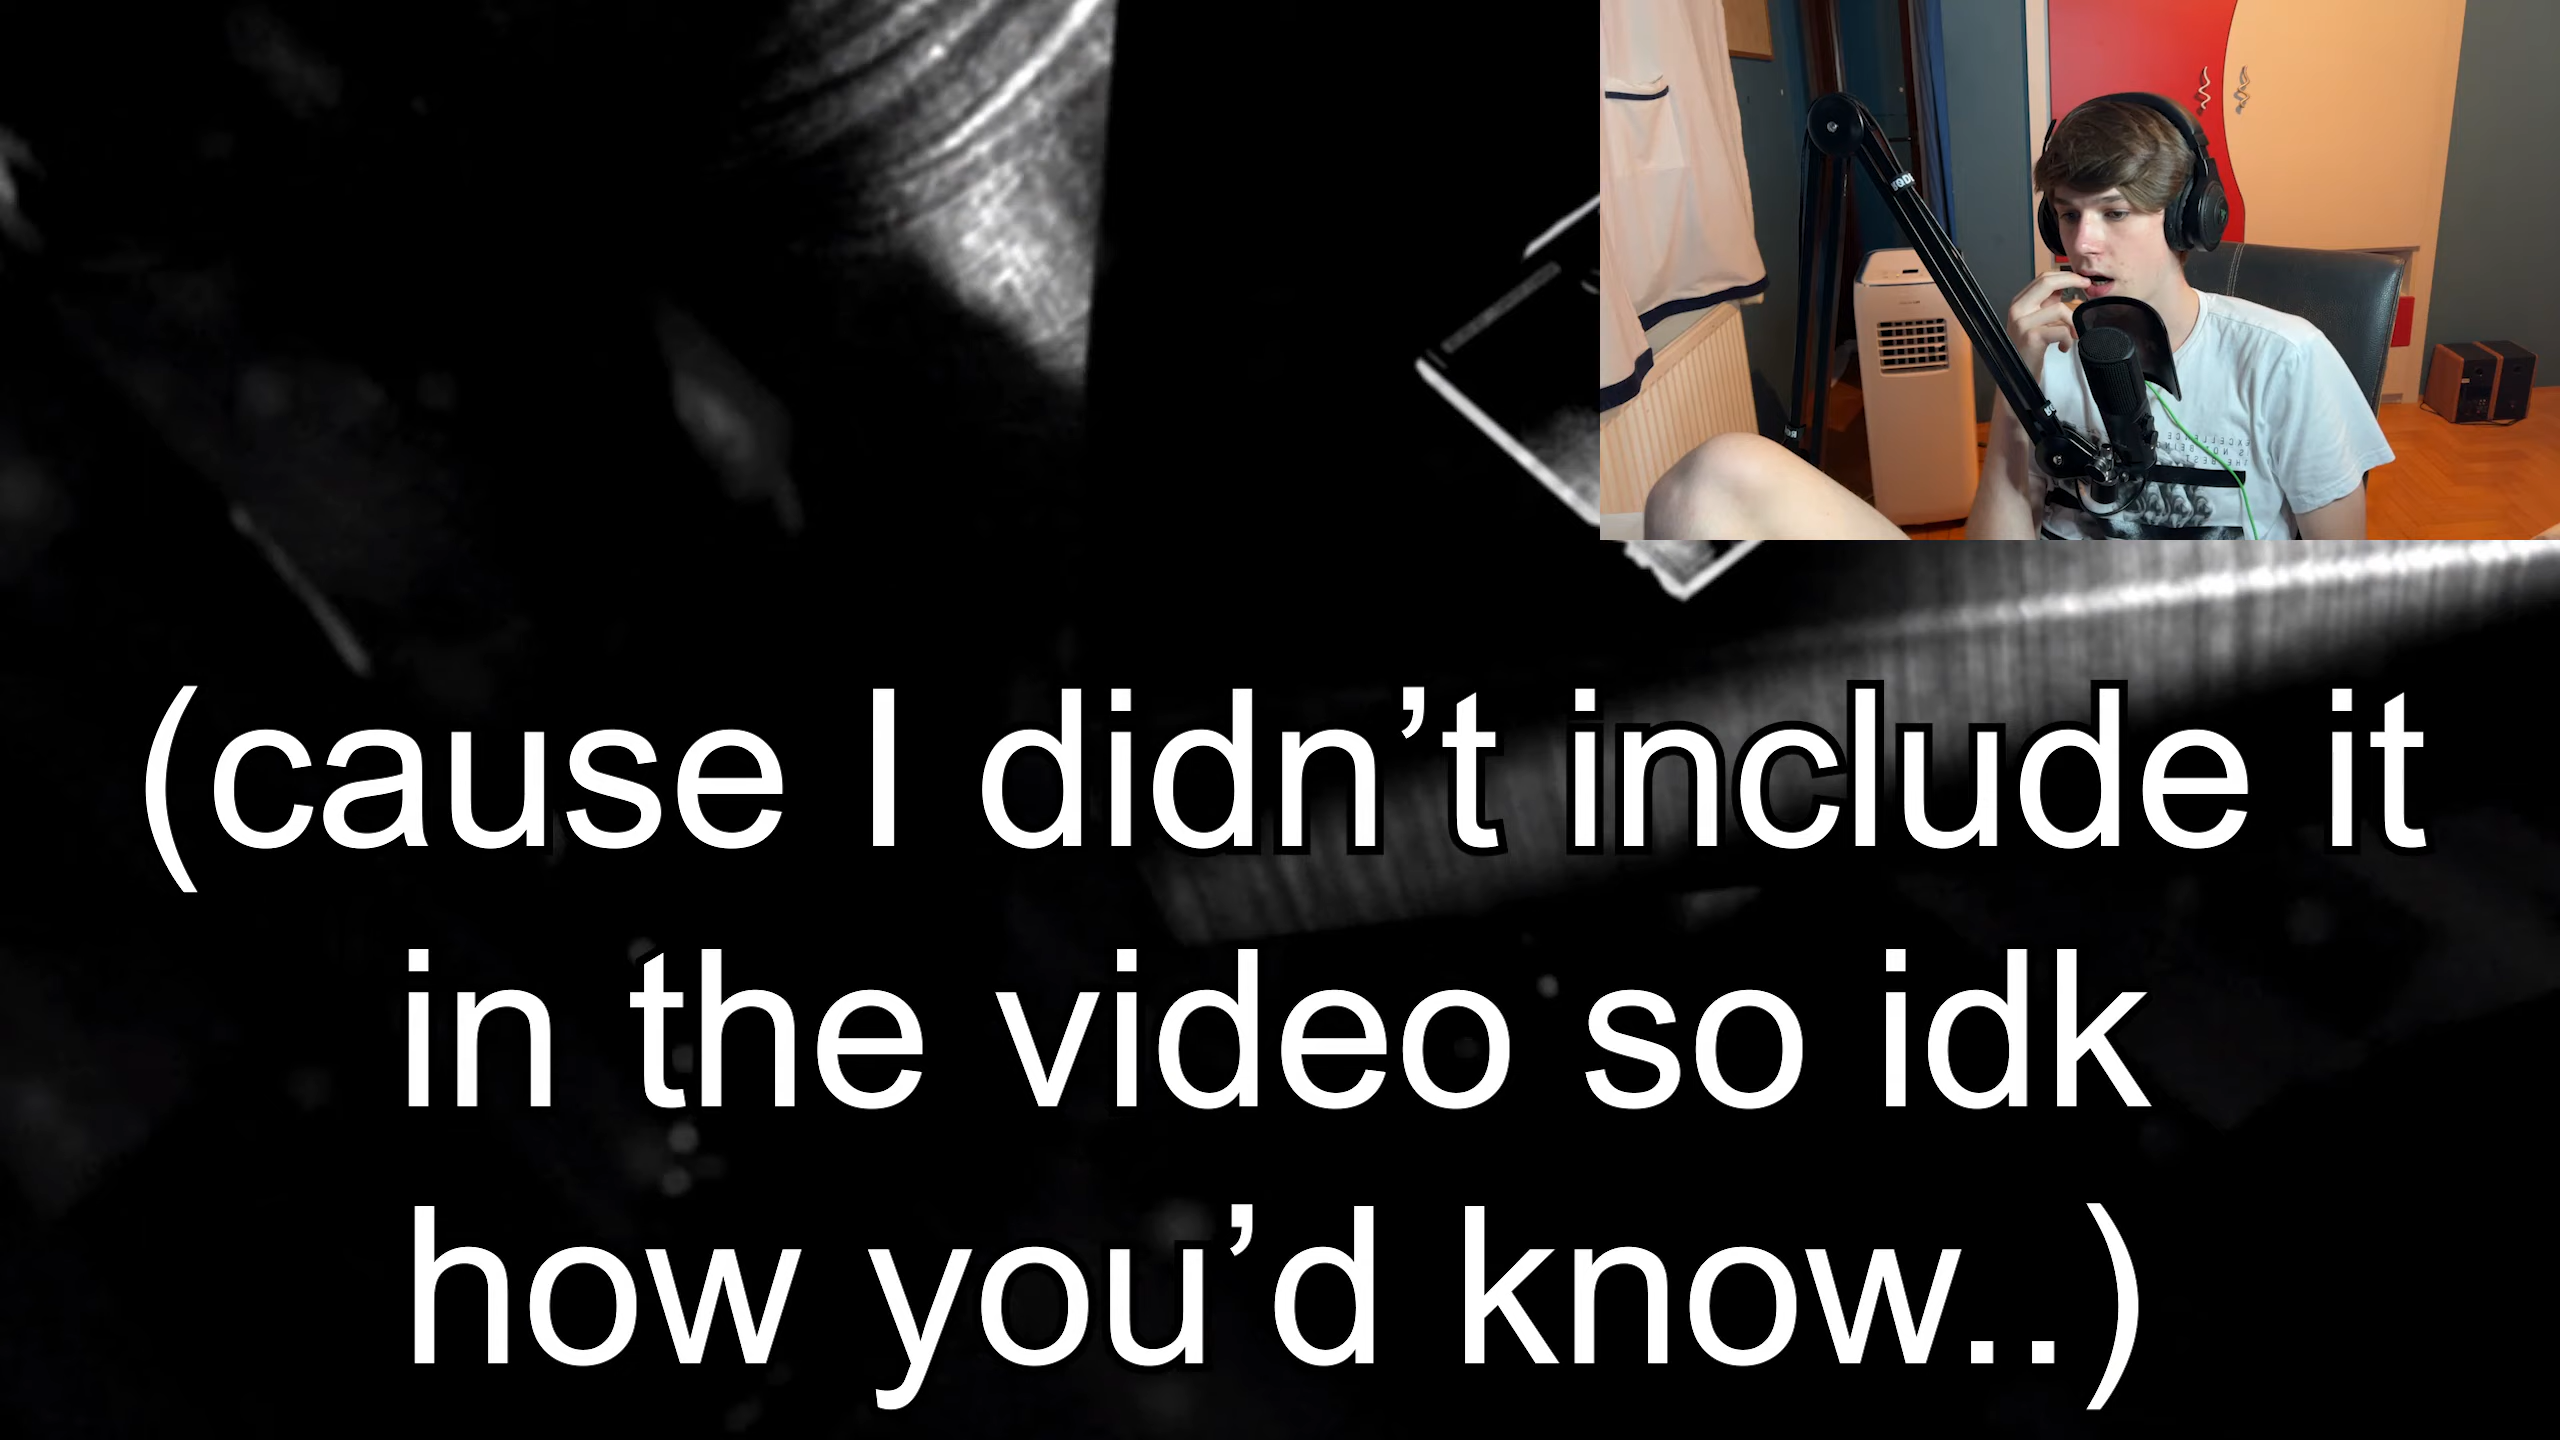 (cause I didn’t include it
in the video so idk
how you’d know..)